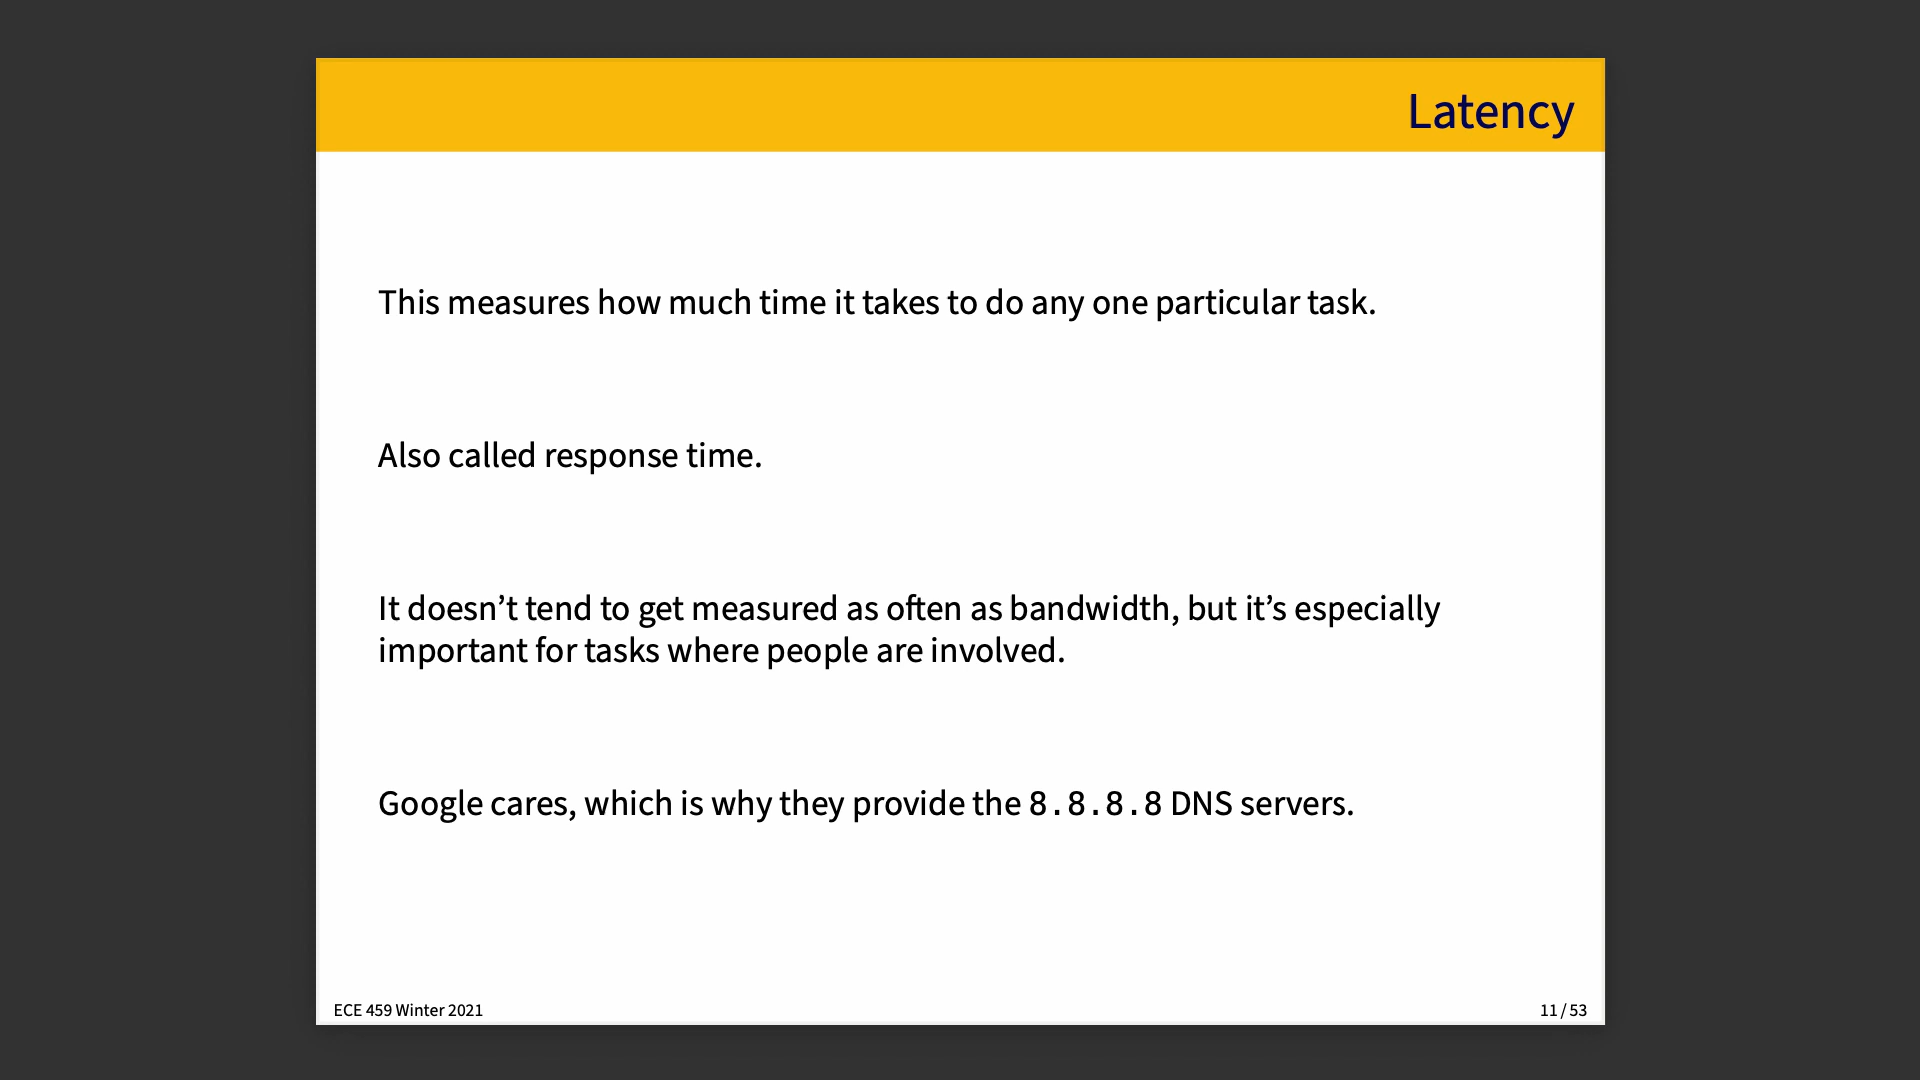 Latency
This measures how much time it takes to do any one particular task.
Also called response time.
It doesn’t tend to get measured as often as bandwidth, but it’s especially
important for tasks where people are involved.
Google cares, which is why they provide the 8.8.8.8 DNS servers.
ECE 459 Winter 2021
11 / 53